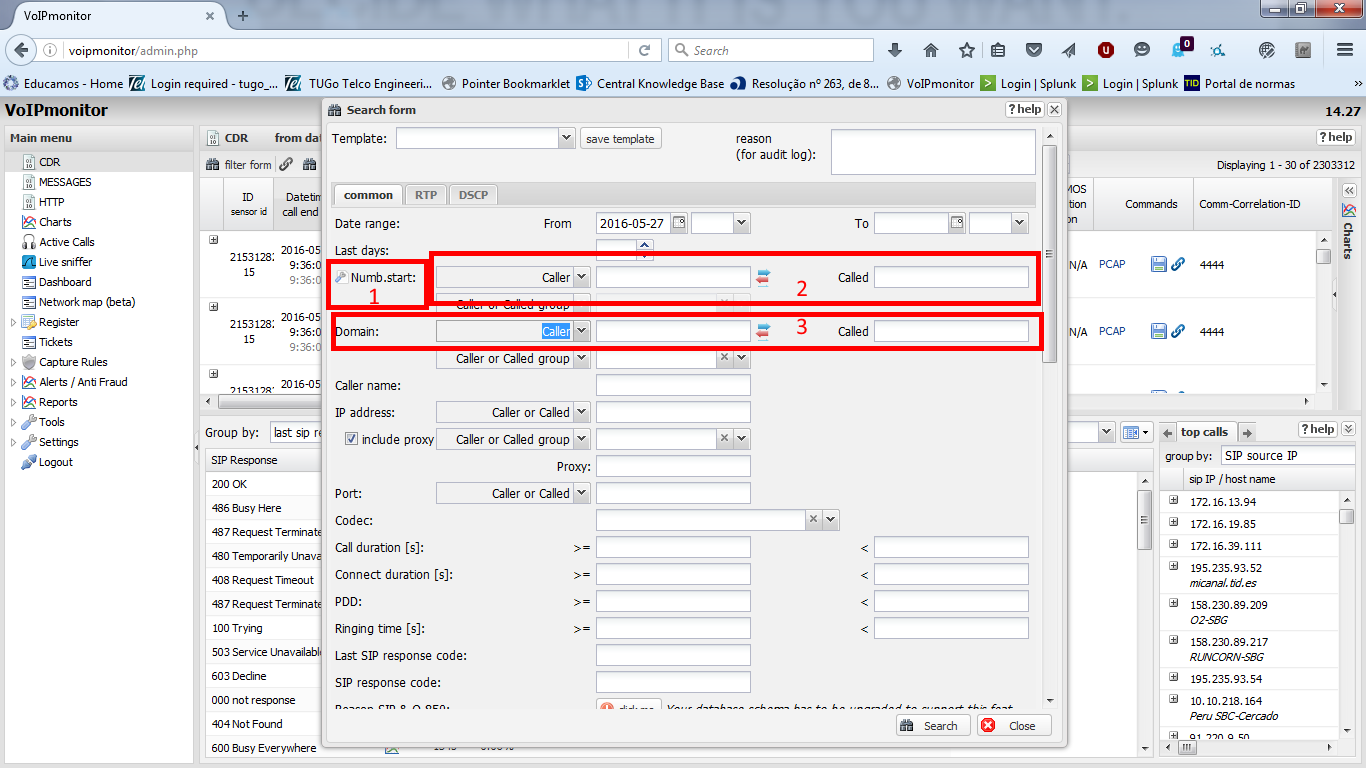 VoIPmonitor
voipmonitor/admin.php
Search
0
Educamos - Home
Login required - tugo_...
TUGo Telco Engineeri...
Pointer Bookmarklet
Central Knowledge Base
Resolução nº 263, de 8...
VoIPmonitor
Login | Splunk
Login | Splunk
TID Portal de normas
VoIPmonitor
14.27
Main menu
CDR
MESSAGES
HTTP
Charts
Active Calls
Live sniffer
Dashboard
Network map (beta)
Register
Tickets
Capture Rules
Alerts / Anti Fraud
Reports
Tools
Settings
Logout
CDR from dat
? help
filter form
Displaying 1 - 30 of 2303312
ID
sensor id
call end
MOS
Commands
Comm-Correlation-ID
Charts
2153128
15
2016-05
9:36:0
N/A PCAP 4444
2153128
15
2016-05
9:36:0
N/A PCAP 4444
2153128
2016-05
Search form
? help
Template:
save template
reason
(for audit log):
common RTP DSCP
Date range: From 2016-05-27 To
Last days:
Numb.start: Caller Called
1
2
Caller or Called group
Domain: Caller Called
3
Caller or Called group
Caller name:
IP address: Caller or Called
include proxy Caller or Called group
Proxy:
Port: Caller or Called
Codec:
Call duration [s]: >= <
Connect duration [s]: >= <
PDD: >= <
Ringing time [s]: >= <
Last SIP response code:
SIP response code:
Reason SIP & Q.850: click me Your database schema has to be upgraded to support this feat
Search Close
Group by: last sip re
SIP Response
200 OK
486 Busy Here
487 Request Terminate
480 Temporarily Unava
408 Request Timeout
487 Request Terminate
100 Trying
503 Service Unavailabl
603 Decline
000 not response
404 Not Found
600 Busy Everywhere
top calls
? help
group by: SIP source IP
sip IP / host name
172.16.13.94
172.16.19.85
172.16.39.111
195.235.93.52
micanal.tid.es
158.230.89.209
O2-SBG
158.230.89.217
RUNCORN-SBG
195.235.93.54
10.10.218.164
Peru SBC-Cercado
91.220.9.50